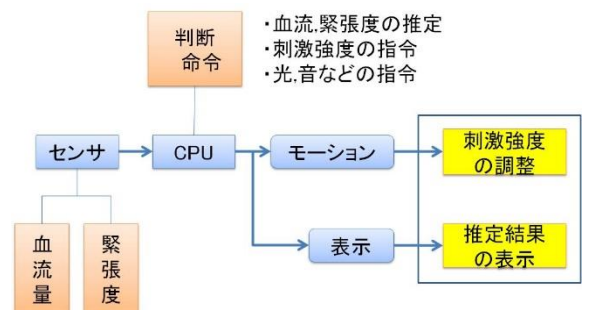 判断
命令
・血流,緊張度の推定
・刺激強度の指令
・光,音などの指令
センサ
CPU
モーション
刺激強度
の調整
血
流
量
緊
張
度
表示
推定結果
の表示